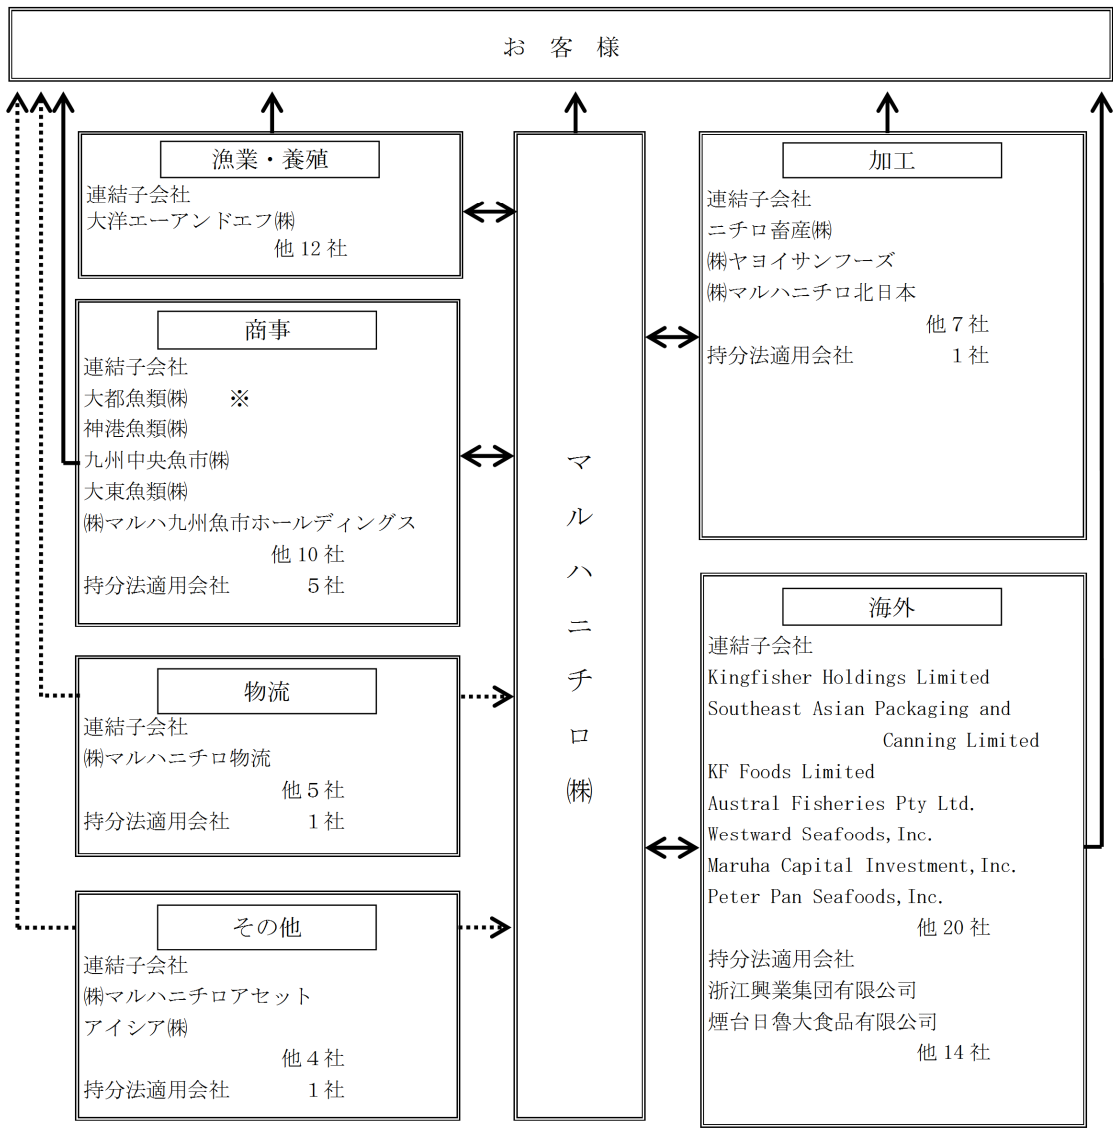 お 客 様
漁業・養殖
連結子会社
大洋エーアンドエフ㈱
他 12 社
商事
連結子会社
大都魚類㈱ ※
神港魚類㈱
九州中央魚市㈱
大東魚類㈱
㈱マルハ九州魚市ホールディングス
他 10 社
持分法適用会社 ５社
物流
連結子会社
㈱マルハニチロ物流
他５社
持分法適用会社 １社
その他
連結子会社
㈱マルハニチロアセット
アイシア㈱
他４社
持分法適用会社 １社
マルハニチロ㈱
加工
連結子会社
ニチロ畜産㈱
㈱ヤヨイサンフーズ
㈱マルハニチロ北日本
他７社
持分法適用会社 １社
海外
連結子会社
Kingfisher Holdings Limited
Southeast Asian Packaging and
Canning Limited
KF Foods Limited
Austral Fisheries Pty Ltd.
Westward Seafoods,Inc.
Maruha Capital Investment,Inc.
Peter Pan Seafoods,Inc.
他 20 社
持分法適用会社
浙江興業集団有限公司
煙台日魯大食品有限公司
他 14 社